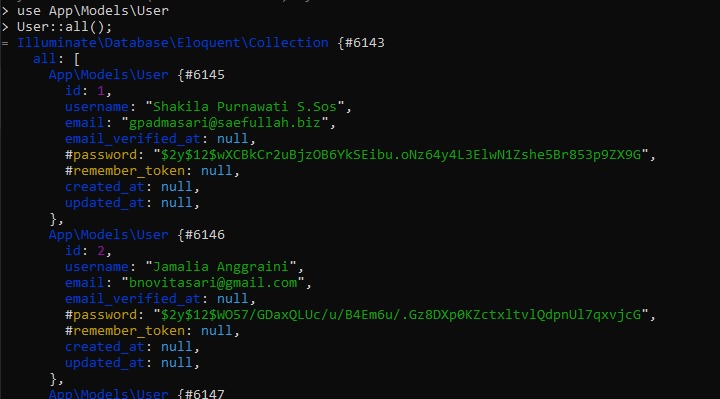 > use App\Models\User
> User::all();
= Illuminate\Database\Eloquent\Collection {#6143
all: [
App\Models\User {#6145
id: 1,
username: "Shakila Purnawati S.Sos",
email: "gpadmasari@saefullah.biz",
email_verified_at: null,
#password: "$2y$12$wXCBkCr2uBjzOB6YkSEibu.oNz64y4L3ElwN1Zshe5Br853p9ZX9G",
#remember_token: null,
created_at: null,
updated_at: null,
},
App\Models\User {#6146
id: 2,
username: "Jamalia Anggraini",
email: "bnovitasari@gmail.com",
email_verified_at: null,
#password: "$2y$12$WO57/GDaxQLUc/u/B4Em6u/.Gz8DXp0KZctxltvlQdpnUl7qxvjcG",
#remember_token: null,
created_at: null,
updated_at: null,
},
App\Models\User {#6147